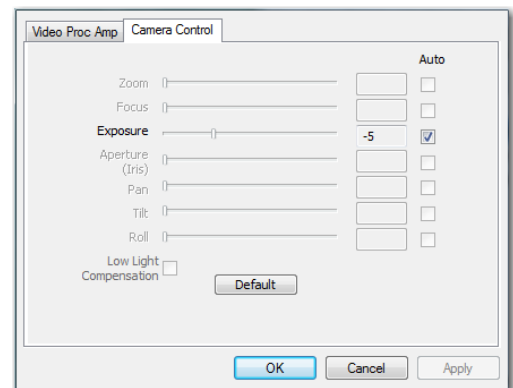 Video Proc Amp Camera Control
Auto
Zoom
Focus
Exposure -5
Aperture
(Iris)
Pan
Tilt
Roll
Low Light
Compensation
Default
OK Cancel Apply